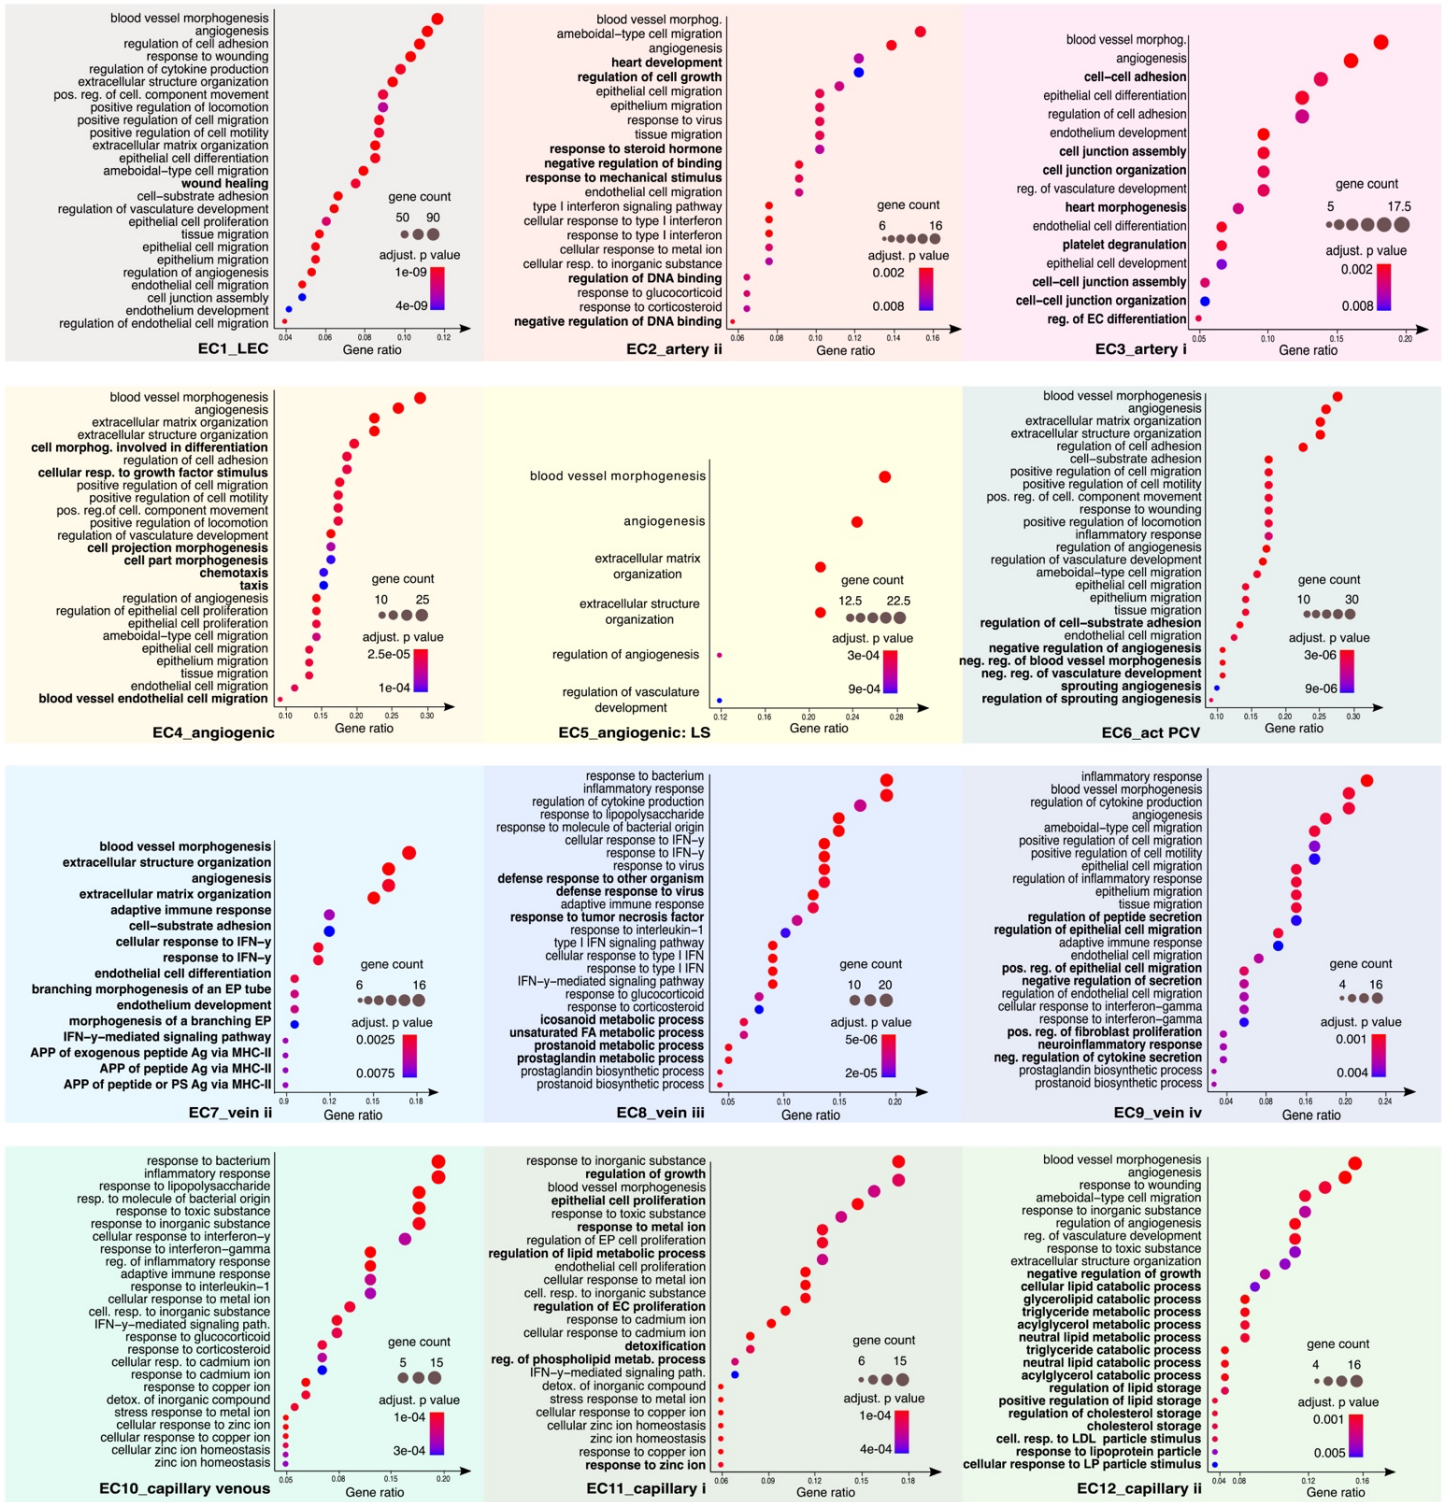 blood vessel morphogenesis
angiogenesis
regulation of cell adhesion
response to wounding
regulation of cytokine production
extracellular structure organization
pos. reg. of cell. component movement
positive regulation of locomotion
positive regulation of cell migration
positive regulation of cell motility
extracellular matrix organization
epithelial cell differentiation
ameboidal-type cell migration
wound healing
cell-substrate adhesion
regulation of vasculature development
epithelial cell proliferation
tissue migration
epithelial cell migration
epithelium migration
regulation of angiogenesis
endothelial cell migration
cell junction assembly
endothelium development
regulation of endothelial cell migration
gene count
50 90
adjust. p value
1e-09
4e-09
0.04 0.06 0.08 0.10 0.12
EC1_LEC
Gene ratio
blood vessel morphog.
ameboidal-type cell migration
angiogenesis
heart development
regulation of cell growth
epithelial cell migration
epithelium migration
response to virus
tissue migration
response to steroid hormone
negative regulation of binding
response to mechanical stimulus
endothelial cell migration
type I interferon signaling pathway
cellular response to type I interferon
response to type I interferon
cellular response to metal ion
cellular resp. to inorganic substance
regulation of DNA binding
response to glucocorticoid
response to corticosteroid
negative regulation of DNA binding
gene count
6 16
adjust. p value
0.002
0.008
0.06 0.08 0.10 0.12 0.14 0.16
EC2_artery ii
Gene ratio
blood vessel morphog.
angiogenesis
cell-cell adhesion
epithelial cell differentiation
regulation of cell adhesion
endothelium development
cell junction assembly
cell junction organization
reg. of vasculature development
heart morphogenesis
endothelial cell differentiation
platelet degranulation
epithelial cell development
cell-cell junction assembly
cell-cell junction organization
reg. of EC differentiation
gene count
5 17.5
adjust. p value
0.002
0.008
0.05 0.10 0.15 0.20
EC3_artery i
Gene ratio
blood vessel morphogenesis
angiogenesis
extracellular matrix organization
extracellular structure organization
cell morphog. involved in differentiation
regulation of cell adhesion
cellular resp. to growth factor stimulus
positive regulation of cell migration
positive regulation of cell motility
pos. reg.of cell. component movement
positive regulation of locomotion
regulation of vasculature development
cell projection morphogenesis
cell part morphogenesis
chemotaxis
taxis
regulation of angiogenesis
regulation of epithelial cell proliferation
epithelial cell proliferation
ameboidal-type cell migration
epithelial cell migration
epithelium migration
tissue migration
endothelial cell migration
blood vessel endothelial cell migration
gene count
10 25
adjust. p value
2.5e-05
1e-04
0.10 0.15 0.20 0.25 0.30
Gene ratio
EC4_angiogenic
blood vessel morphogenesis
angiogenesis
extracellular matrix
organization
extracellular structure
organization
regulation of angiogenesis
regulation of vasculature
development
gene count
12.5 22.5
adjust. p value
3e-04
9e-04
0.12 0.16 0.20 0.24 0.28
Gene ratio
EC5_angiogenic: LS
blood vessel morphogenesis
angiogenesis
extracellular matrix organization
extracellular structure organization
regulation of cell adhesion
cell-substrate adhesion
positive regulation of cell migration
positive regulation of cell motility
pos. reg. of cell. component movement
response to wounding
positive regulation of locomotion
inflammatory response
regulation of angiogenesis
regulation of vasculature development
ameboidal-type cell migration
epithelial cell migration
epithelium migration
tissue migration
regulation of cell-substrate adhesion
endothelial cell migration
negative regulation of angiogenesis
neg. reg. of blood vessel morphogenesis
neg. reg. of vasculature development
sprouting angiogenesis
regulation of sprouting angiogenesis
gene count
10 30
adjust. p value
3e-06
9e-06
0.10 0.15 0.20 0.25 0.30
Gene ratio
EC6_act PCV
blood vessel morphogenesis
extracellular structure organization
angiogenesis
extracellular matrix organization
adaptive immune response
cell-substrate adhesion
cellular response to IFN-y
response to IFN-y
endothelial cell differentiation
branching morphogenesis of an EP tube
endothelium development
morphogenesis of a branching EP
IFN-y-mediated signaling pathway
APP of exogenous peptide Ag via MHC-II
APP of peptide Ag via MHC-II
APP of peptide or PS Ag via MHC-II
gene count
6 16
adjust. p value
0.0025
0.0075
0.9 0.12 0.15 0.18
EC7_vein ii
Gene ratio
response to bacterium
inflammatory response
regulation of cytokine production
response to lipopolysaccharide
response to molecule of bacterial origin
cellular response to IFN-y
response to IFN-y
response to virus
defense response to other organism
defense response to virus
adaptive immune response
response to tumor necrosis factor
response to interleukin-1
type I IFN signaling pathway
cellular response to type I IFN
response to type I IFN
IFN-y-mediated signaling pathway
response to glucocorticoid
response to corticosteroid
icosanoid metabolic process
unsaturated FA metabolic process
prostanoid metabolic process
prostaglandin metabolic process
prostaglandin biosynthetic process
prostanoid biosynthetic process
gene count
10 20
adjust. p value
5e-06
2e-05
0.05 0.10 0.15 0.20
EC8_vein iii
Gene ratio
inflammatory response
blood vessel morphogenesis
regulation of cytokine production
angiogenesis
ameboidal-type cell migration
positive regulation of cell migration
positive regulation of cell motility
epithelial cell migration
regulation of inflammatory response
epithelium migration
tissue migration
regulation of peptide secretion
regulation of epithelial cell migration
adaptive immune response
endothelial cell migration
pos. reg. of epithelial cell migration
negative regulation of secretion
regulation of endothelial cell migration
cellular response to interferon-gamma
response to interferon-gamma
pos. reg. of fibroblast proliferation
neuroinflammatory response
neg. regulation of cytokine secretion
prostaglandin biosynthetic process
prostanoid biosynthetic process
gene count
4 16
adjust. p value
0.001
0.004
0.04 0.08 0.16 0.20 0.24
EC9_vein iv
Gene ratio
response to bacterium
inflammatory response
response to lipopolysaccharide
resp. to molecule of bacterial origin
response to toxic substance
response to inorganic substance
cellular response to interferon-y
response to interferon-gamma
reg. of inflammatory response
adaptive immune response
response to interleukin-1
cellular response to metal ion
cell. resp. to inorganic substance
IFN-y-mediated signaling path.
response to glucocorticoid
response to corticosteroid
cellular resp. to cadmium ion
response to cadmium ion
response to copper ion
detox. of inorganic compound
stress response to metal ion
cellular response to zinc ion
cellular response to copper ion
cellular zinc ion homeostasis
zinc ion homeostasis
gene count
5 15
adjust. p value
1e-04
3e-04
0.05 0.08 0.15 0.20
EC10_capillary venous
Gene ratio
response to inorganic substance
regulation of growth
blood vessel morphogenesis
epithelial cell proliferation
response to toxic substance
response to metal ion
regulation of EP cell proliferation
regulation of lipid metabolic process
endothelial cell proliferation
cellular response to metal ion
cell. resp. to inorganic substance
regulation of EC proliferation
response to cadmium ion
cellular response to cadmium ion
detoxification
reg. of phospholipid metab. process
IFN-y-mediated signaling path.
detox. of inorganic compound
stress response to metal ion
cellular response to copper ion
cellular zinc ion homeostasis
zinc ion homeostasis
response to copper ion
response to zinc ion
gene count
6 15
adjust. p value
1e-04
4e-04
0.06 0.09 0.12 0.15 0.18
EC11_capillary i
Gene ratio
blood vessel morphogenesis
angiogenesis
response to wounding
ameboidal-type cell migration
response to inorganic substance
regulation of angiogenesis
reg. of vasculature development
response to toxic substance
extracellular structure organization
negative regulation of growth
cellular lipid catabolic process
glycerolipid catabolic process
triglyceride metabolic process
acylglycerol metabolic process
neutral lipid metabolic process
triglyceride catabolic process
neutral lipid catabolic process
acylglycerol catabolic process
regulation of lipid storage
positive regulation of lipid storage
regulation of cholesterol storage
cholesterol storage
cell. resp. to LDL particle stimulus
response to lipoprotein particle
cellular response to LP particle stimulus
gene count
4 16
adjust. p value
0.001
0.005
0.04 0.08 0.12 0.16
EC12_capillary ii
Gene ratio